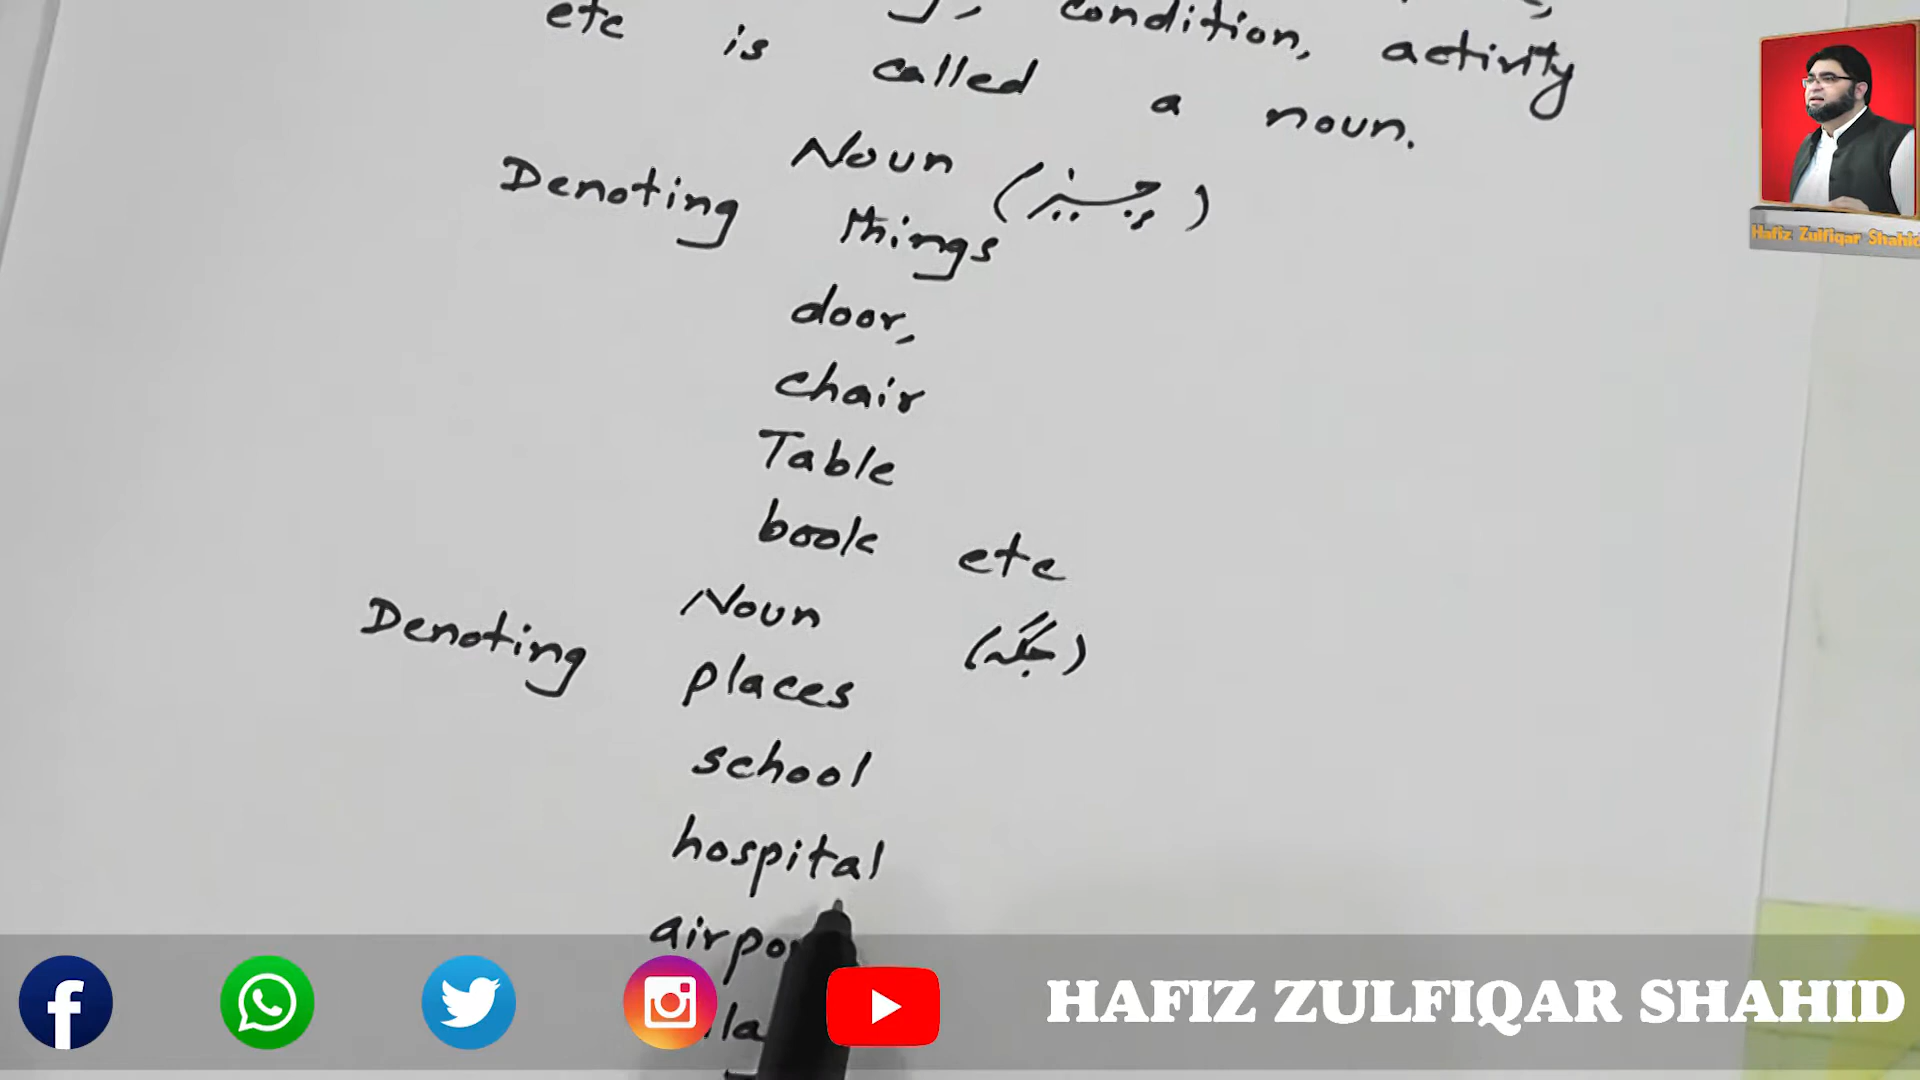 condition, activity
etc is called a noun.
Noun
Denoting things (چیز)
door,
chair
Table
book etc
Noun
Denoting places (جگہ)
school
hospital
Hafiz Zulfiqar Shahid
HAFIZ ZULFIQAR SHAHID